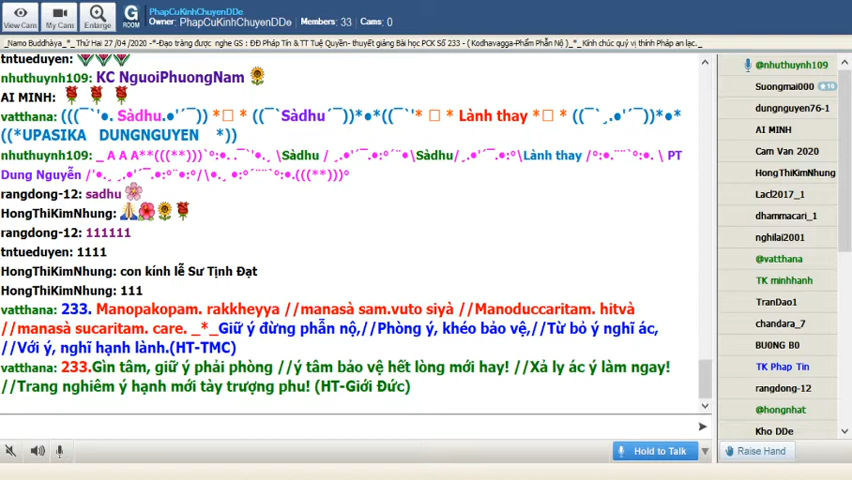 View Cam
My Cam
Enlarge
G
ROOM
PhapCuKinhChuyenDDe
Owner: PhapCuKinhChuyenDDe Members: 33 Cams: 0
_Namo Buddhàya_*_ Thứ Hai 27 /04 /2020 -*-Đạo tràng được nghe GS : ĐĐ Pháp Tín & TT Tuệ Quyền- thuyết giảng Bài học PCK Số 233 - ( Kodhavagga-Phẩm Phẫn Nộ )_*_ Kính chúc quý vị thính Pháp an lạc._
tntueduyen:
nhuthuynh109: KC NguoiPhuongNam
AI MINH:
vatthana: (((¯`'•. Sàdhu.•'´¯)) *□ * ((¯`Sàdhu´¯))•*•((¯`'* □ * Lành thay *□ * ((¯`¸.•'´¯))•*•
((*UPASIKA DUNGNGUYEN *))
nhuthuynh109: _ A A A**(((**)))`°•. .¯`'•.¸ \Sàdhu / ¸.•'´¯.•:°¨•\Sàdhu/¸.•'´¯.•:°\Lành thay /°:•.¨¨`°:•. \ PT
Dung Nguyễn /'•.¸ ¸.•'´¯.•:°¨•:°/\•.¸ •:°´¨¨`°:•.(((**)))°
rangdong-12: sadhu
HongThiKimNhung:
rangdong-12: 111111
tntueduyen: 1111
HongThiKimNhung: con kính lễ Sư Tịnh Đạt
HongThiKimNhung: 111
vatthana: 233. Manopakopam. rakkheyya //manasà sam.vuto siyà //Manoduccaritam. hitvà
//manasà sucaritam. care. _*_Giữ ý đừng phẫn nộ,//Phòng ý, khéo bảo vệ,//Từ bỏ ý nghĩ ác,
//Với ý, nghĩ hạnh lành.(HT-TMC)
vatthana: 233.Gìn tâm, giữ ý phải phòng //ý tâm bảo vệ hết lòng mới hay! //Xả ly ác ý làm ngay!
//Trang nghiêm ý hạnh mới tày trượng phu! (HT-Giới Đức)
Hold to Talk
@nhuthuynh109
Suongmai000 10
dungnguyen76-1
AI MINH
Cam Van 2020
HongThiKimNhung
Lacl2017_1
dhammacari_1
nghilai2001
@vatthana
TK minhhanh
TranDao1
chandara_7
BU0NG B0
TK Phap Tin
rangdong-12
@hongnhat
Kho DDe
Raise Hand